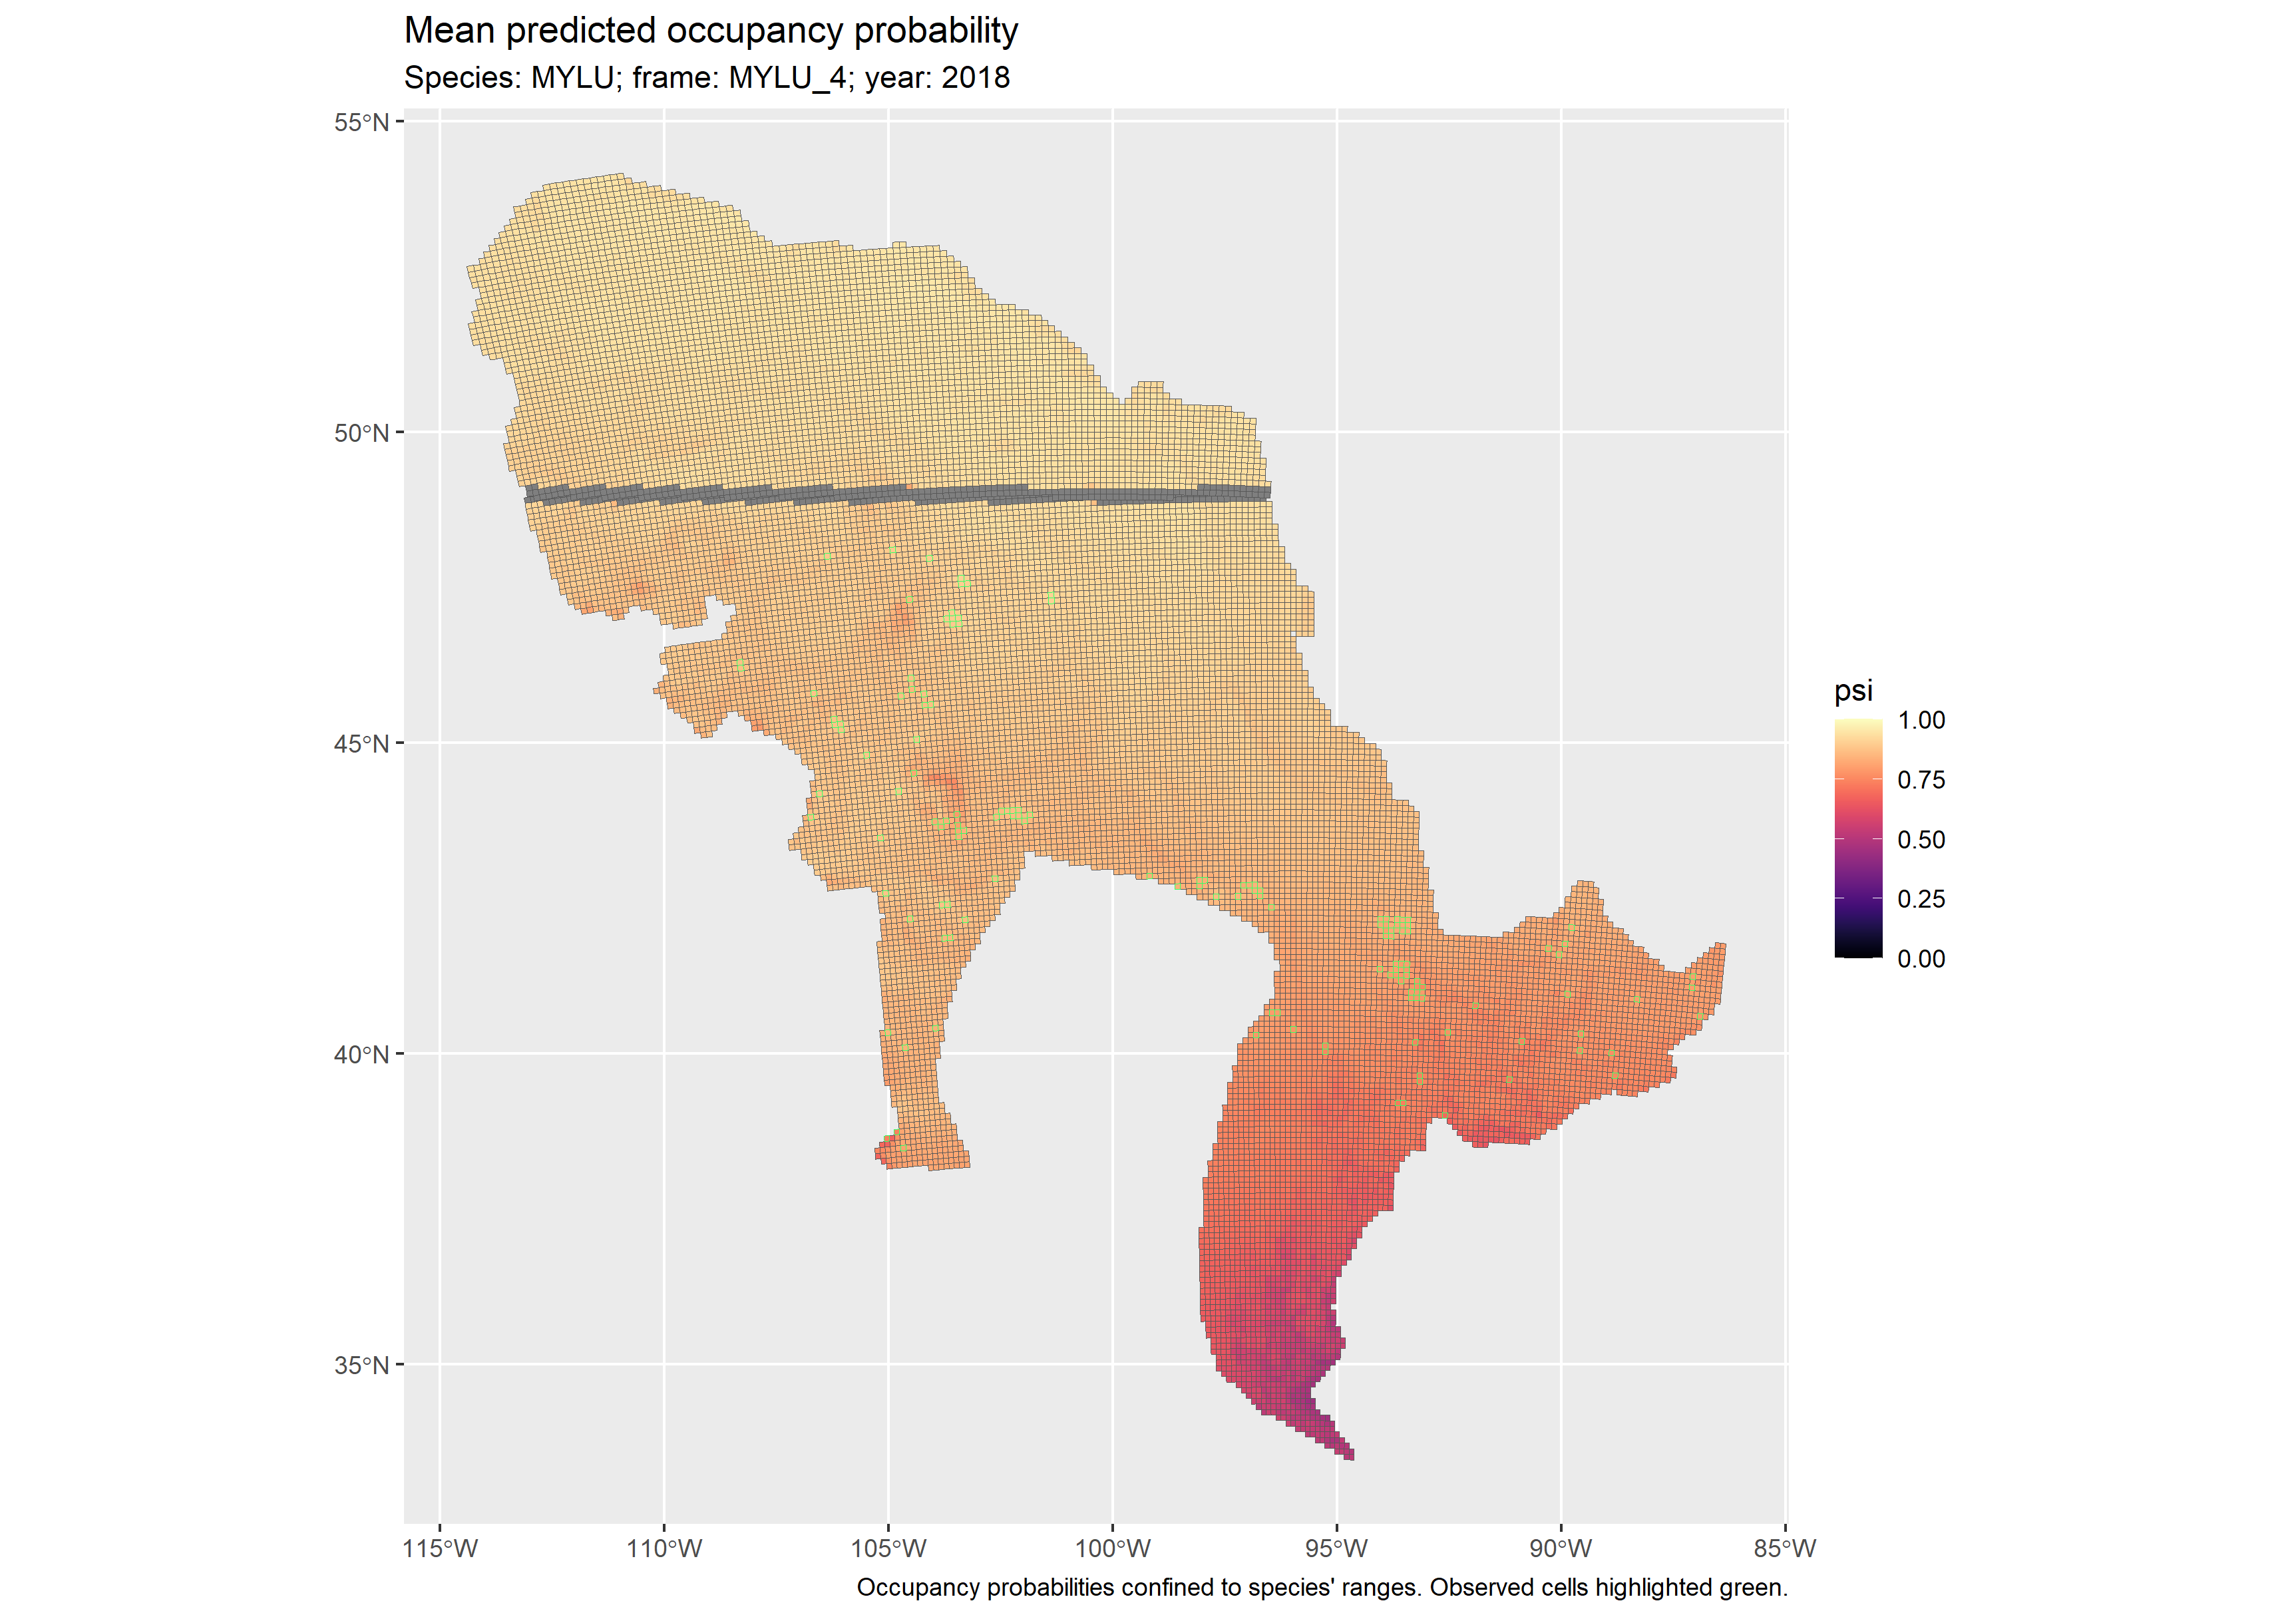 Mean predicted occupancy probability
Species: MYLU; frame: MYLU_4; year: 2018
55°N
50°N
45°N
40°N
35°N
115°W
110°W
105°W
100°W
95°W
90°W
85°W
psi
1.00
0.75
0.50
0.25
0.00
Occupancy probabilities confined to species' ranges. Observed cells highlighted green.